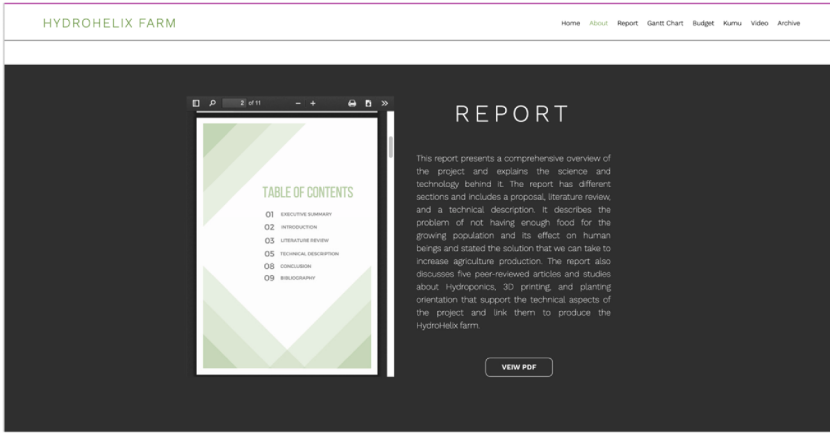 HYDROHELIX FARM
Home About Report Gantt Chart Budget Kumu Video Archive
2 of 11
TABLE OF CONTENTS
01 EXECUTIVE SUMMARY
02 INTRODUCTION
03 LITERATURE REVIEW
05 TECHNICAL DESCRIPTION
08 CONCLUSION
09 BIBLIOGRAPHY
REPORT
This report presents a comprehensive overview of
the project and explains the science and
technology behind it. The report has different
sections and includes a proposal, literature review,
and a technical description. It describes the
problem of not having enough food for the
growing population and its effect on human
beings and stated the solution that we can take to
increase agriculture production. The report also
discusses five peer-reviewed articles and studies
about Hydroponics, 3D printing, and planting
orientation that support the technical aspects of
the project and link them to produce the
HydroHelix farm.
VEIW PDF